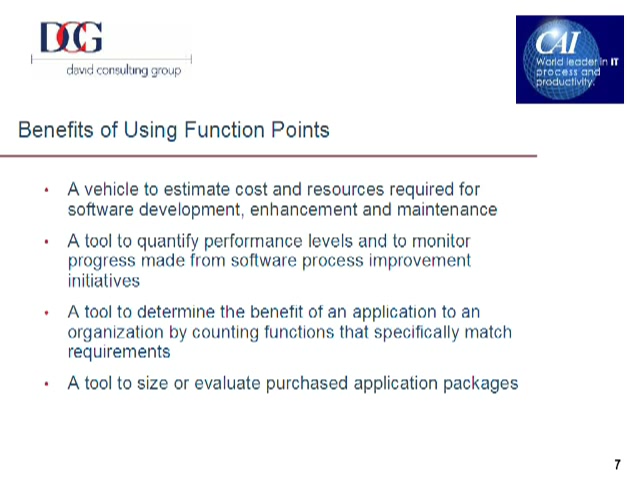 DCG
david consulting group
CAI
World leader in IT
process and
productivity.
Benefits of Using Function Points
• A vehicle to estimate cost and resources required for
software development, enhancement and maintenance
• A tool to quantify performance levels and to monitor
progress made from software process improvement
initiatives
• A tool to determine the benefit of an application to an
organization by counting functions that specifically match
requirements
• A tool to size or evaluate purchased application packages
7